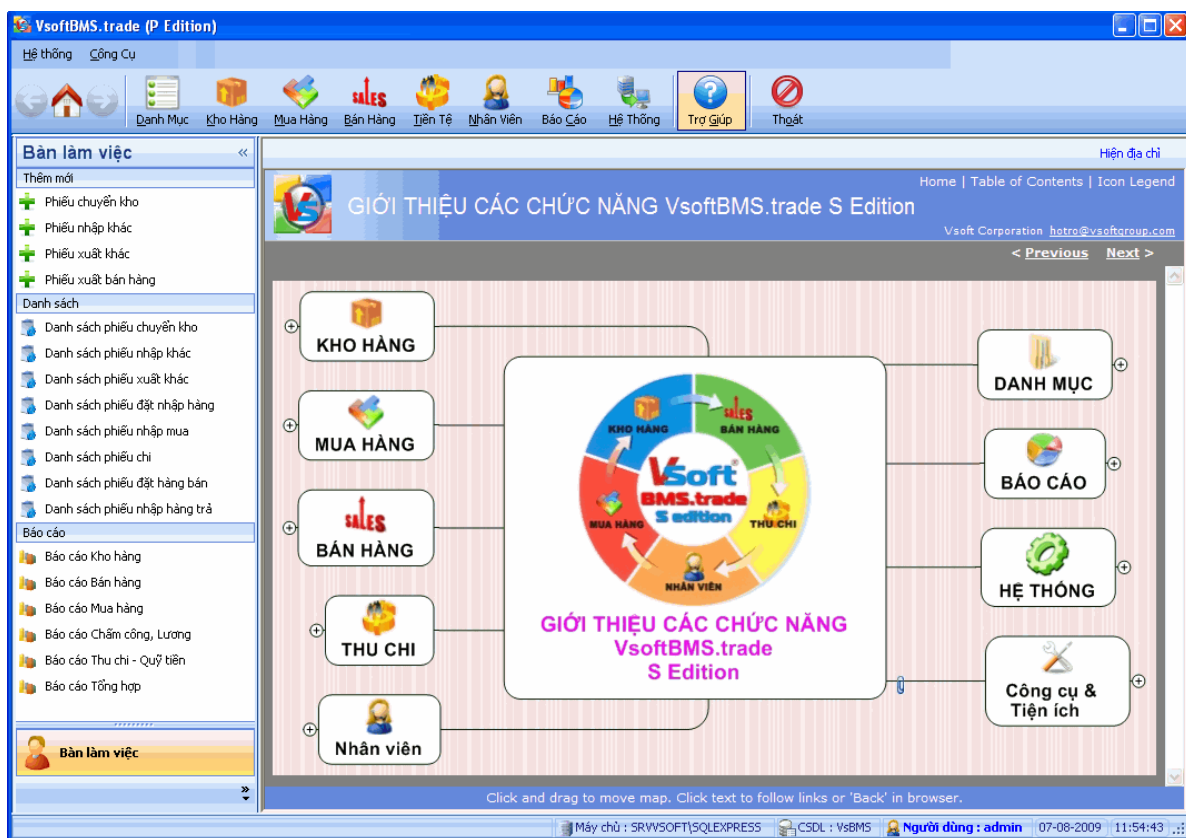 VsoftBMS.trade (P Edition)
Hệ thống Công Cụ
Danh Mục Kho Hàng Mua Hàng Bán Hàng Tiền Tệ Nhân Viên Báo Cáo Hệ Thống Trợ Giúp Thoát
Bàn làm việc «
Thêm mới
Phiếu chuyển kho
Phiếu nhập khác
Phiếu xuất khác
Phiếu xuất bán hàng
Danh sách
Danh sách phiếu chuyển kho
Danh sách phiếu nhập khác
Danh sách phiếu xuất khác
Danh sách phiếu đặt nhập hàng
Danh sách phiếu nhập mua
Danh sách phiếu chi
Danh sách phiếu đặt hàng bán
Danh sách phiếu nhập hàng trả
Báo cáo
Báo cáo Kho hàng
Báo cáo Bán hàng
Báo cáo Mua hàng
Báo cáo Chấm công, Lương
Báo cáo Thu chi - Quỹ tiền
Báo cáo Tổng hợp
Bàn làm việc
Hiện địa chỉ
Home | Table of Contents | Icon Legend
VS
GIỚI THIỆU CÁC CHỨC NĂNG VsoftBMS.trade S Edition
Vsoft Corporation hotro@vsoftgroup.com
< Previous Next >
KHO HÀNG
MUA HÀNG
SALES
BÁN HÀNG
THU CHI
Nhân viên
KHO HÀNG
SALES
BÁN HÀNG
THU CHI
NHÂN VIÊN
MUA HÀNG
VSoft
BMS.trade
S edition
GIỚI THIỆU CÁC CHỨC NĂNG
VsoftBMS.trade
S Edition
DANH MỤC
BÁO CÁO
HỆ THỐNG
Công cụ &
Tiện ích
Click and drag to move map. Click text to follow links or 'Back' in browser.
Máy chủ : SRVVSOFT\SQLEXPRESS CSDL : VsBMS Người dùng : admin 07-08-2009 11:54:43